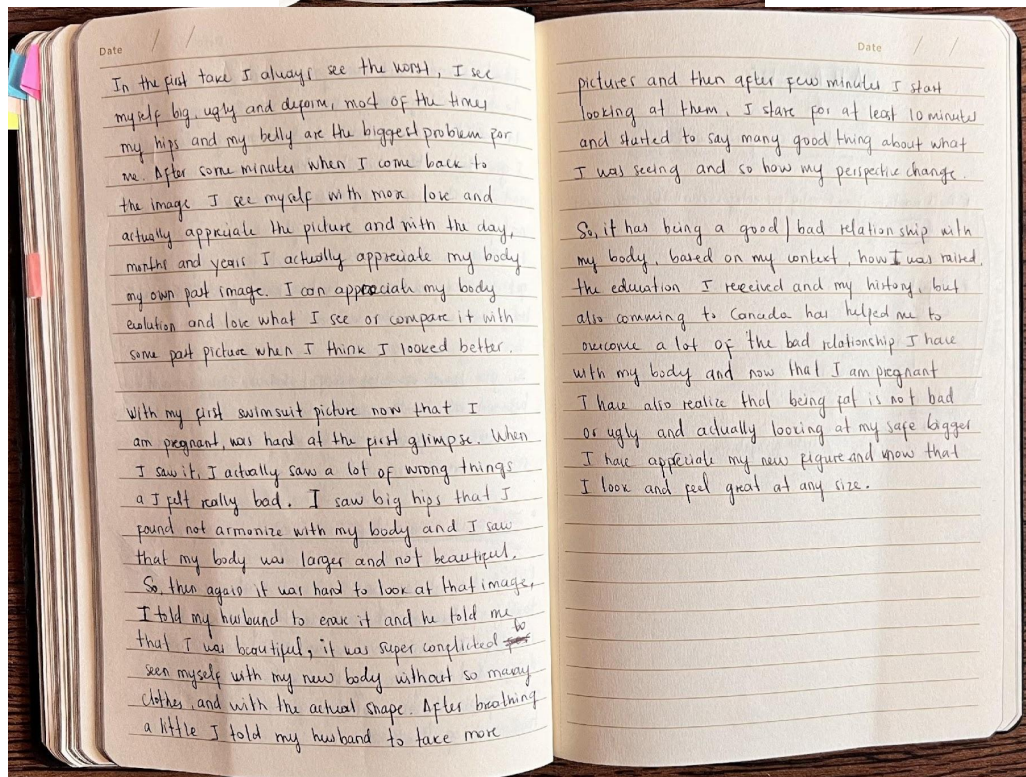 Date / /
In the first take I always see the worst, I see
myself big, ugly and deform, most of the times
my hips and my belly are the biggest problem for
me. After some minutes when I come back to
the image I see myself with more love and
actually appreciate the picture and with the day,
months and years I actually appreciate my body
my own past image. I can appreciate my body
evolution and love what I see or compare it with
some past picture when I think I looked better.
With my first swimsuit picture now that I
am pregnant, was hard at the first glimpse. When
I saw it, I actually saw a lot of wrong things
a I felt really bad. I saw big hips that I
found not armonize with my body and I saw
that my body was larger and not beautiful.
So, then again it was hard to look at that image,
I told my husband to erase it and he told me
that I was beautiful, it was super conflicted to
seen myself with my new body without so many
clothes, and with the actual shape. After breathing
a little I told my husband to take more
Date / /
pictures and then after few minutes I start
looking at them, I stare for at least 10 minutes
and started to say many good thing about what
I was seeing and so how my perspective change.
So, it has being a good / bad relationship with
my body, based on my context, how I was raised,
the education I received and my history, but
also comming to Canada has helped me to
overcome a lot of the bad relationship I have
with my body and now that I am pregnant
I have also realize that being fat is not bad
or ugly and actually looking at my safe bigger
I have appreciate my new figure and know that
I look and feel great at any size.